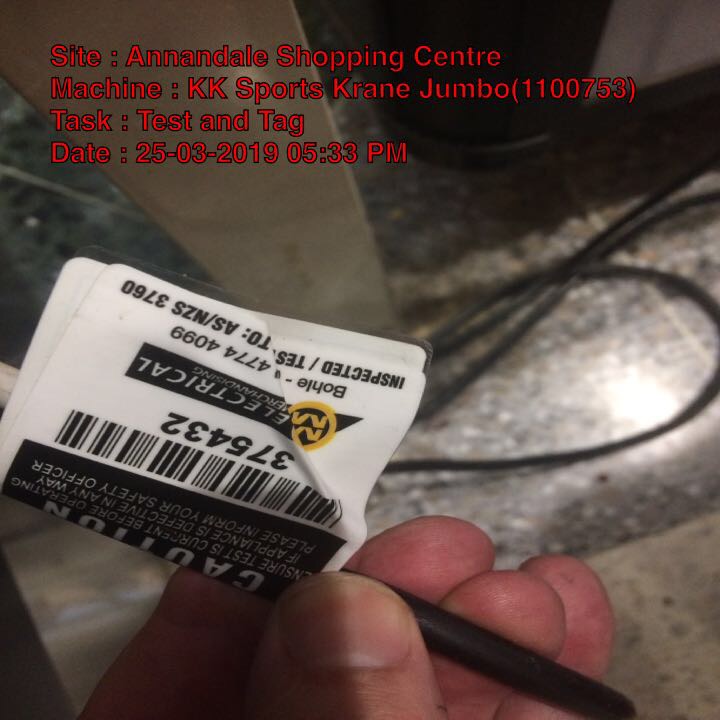 Site : Annandale Shopping Centre
Machine : KK Sports Krane Jumbo(1100753)
Task : Test and Tag
Date : 25-03-2019 05:33 PM
CAUTION
ENSURE TEST IS CURRENT BEFORE OPERATING
IF APPLIANCE IS DEFECTIVE IN ANY WAY
PLEASE INFORM YOUR SAFETY OFFICER
375432
ELECTRICAL
MERCHANDISING
Bohle - 4774 4099
INSPECTED / TES TO: AS/NZS 3760